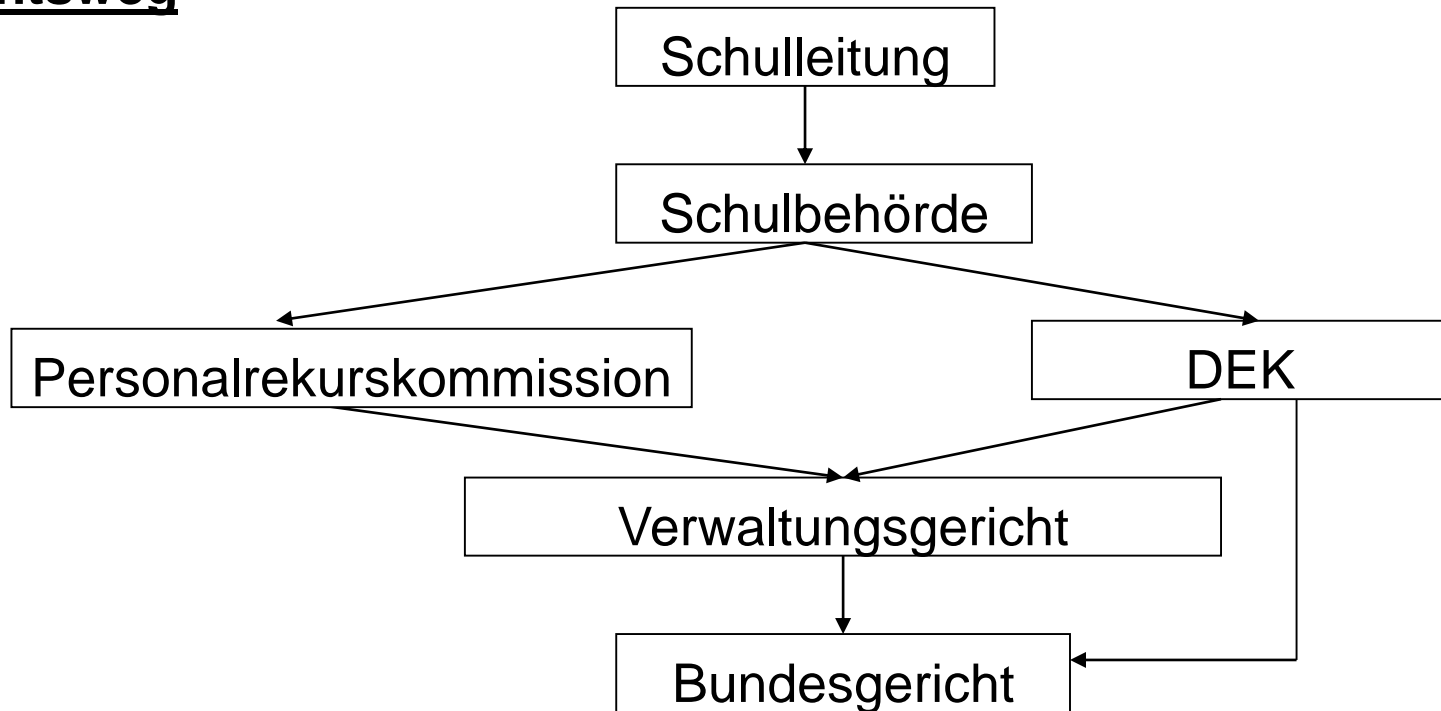 Schulleitung
Schulbehörde
Personalrekurskommission
DEK
Verwaltungsgericht
Bundesgericht